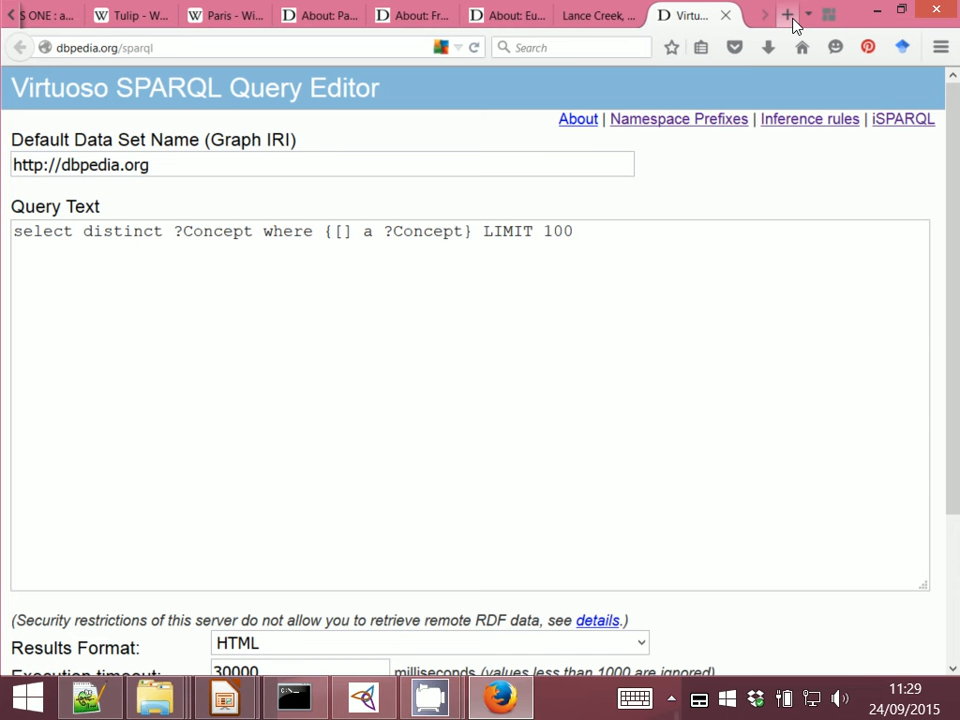 S ONE : a...
Tulip - W...
Paris - Wi...
About: Pa...
About: Fr...
About: Eu...
Lance Creek, ...
Virtu...
dbpedia.org/sparql
Search
Virtuoso SPARQL Query Editor
About | Namespace Prefixes | Inference rules | iSPARQL
Default Data Set Name (Graph IRI)
http://dbpedia.org
Query Text
select distinct ?Concept where {[] a ?Concept} LIMIT 100
(Security restrictions of this server do not allow you to retrieve remote RDF data, see details.)
Results Format:
HTML
Execution timeout:
30000
milliseconds (values less than 1000 are ignored)
11:29
24/09/2015